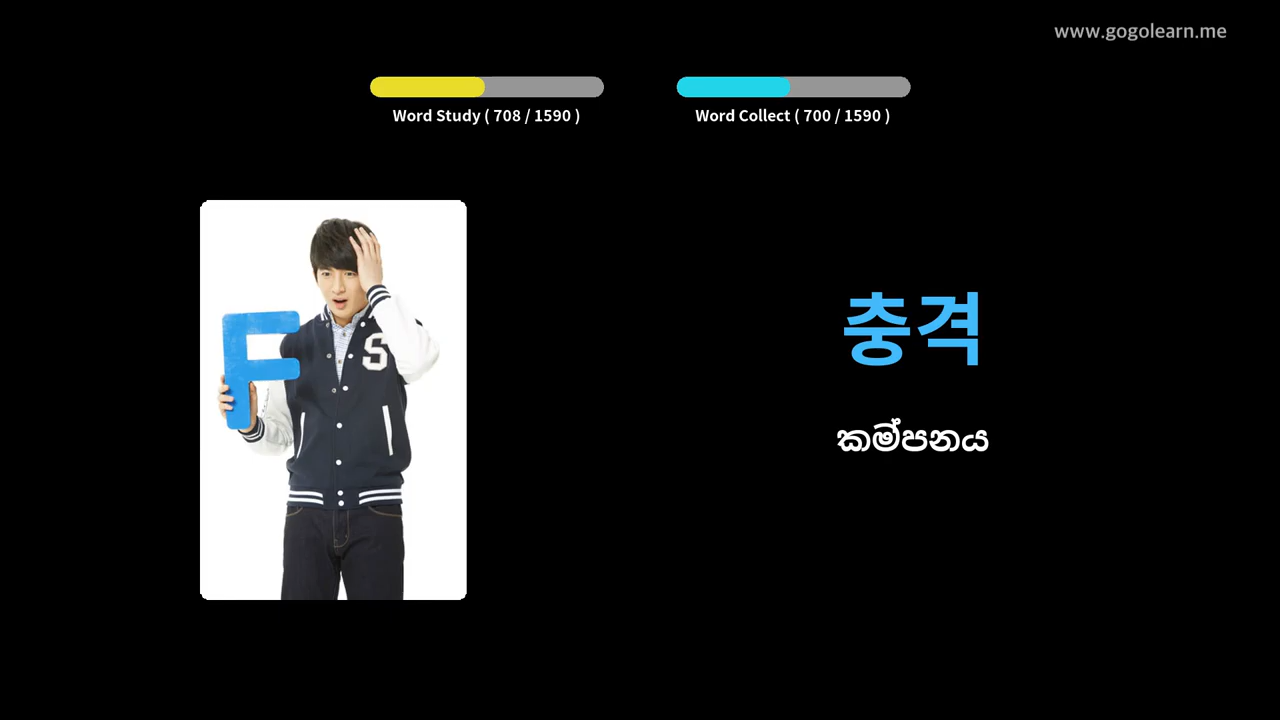 www.gogolearn.me
Word Study ( 708 / 1590 )
Word Collect ( 700 / 1590 )
F
S
충격
කම්පනය